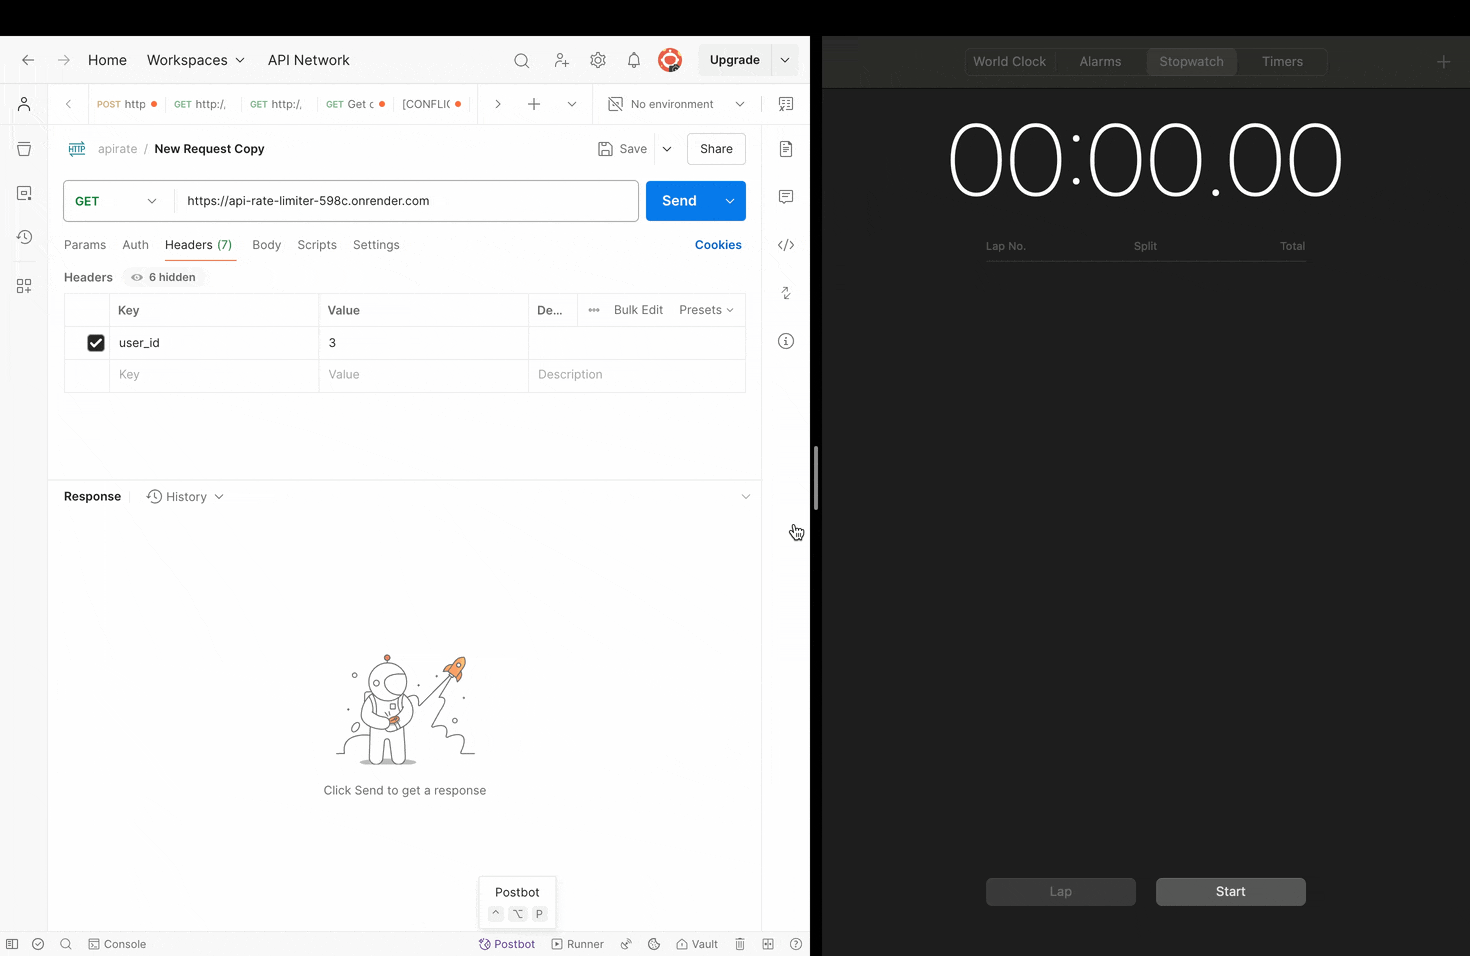 Home Workspaces API Network Upgrade
POST http GET http:/, GET http:/, GET Get c [CONFLIC No environment
HTTP apirate / New Request Copy Save Share
GET https://api-rate-limiter-598c.onrender.com Send
Params Auth Headers (7) Body Scripts Settings Cookies
Headers 6 hidden
Key Value De... Bulk Edit Presets
user_id 3
Key Value Description
Response History
Click Send to get a response
Postbot
^ ⌥ P
Console Postbot Runner Vault
World Clock Alarms Stopwatch Timers
00:00.00
Lap No. Split Total
Lap Start